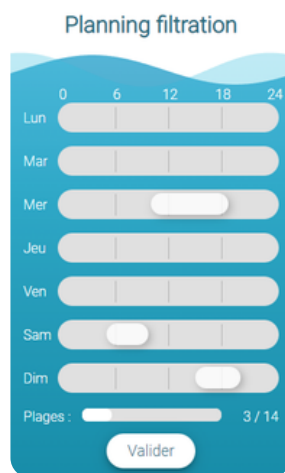 Planning filtration
0 6 12 18 24
Lun
Mar
Mer
Jeu
Ven
Sam
Dim
Plages : 3 / 14
Valider